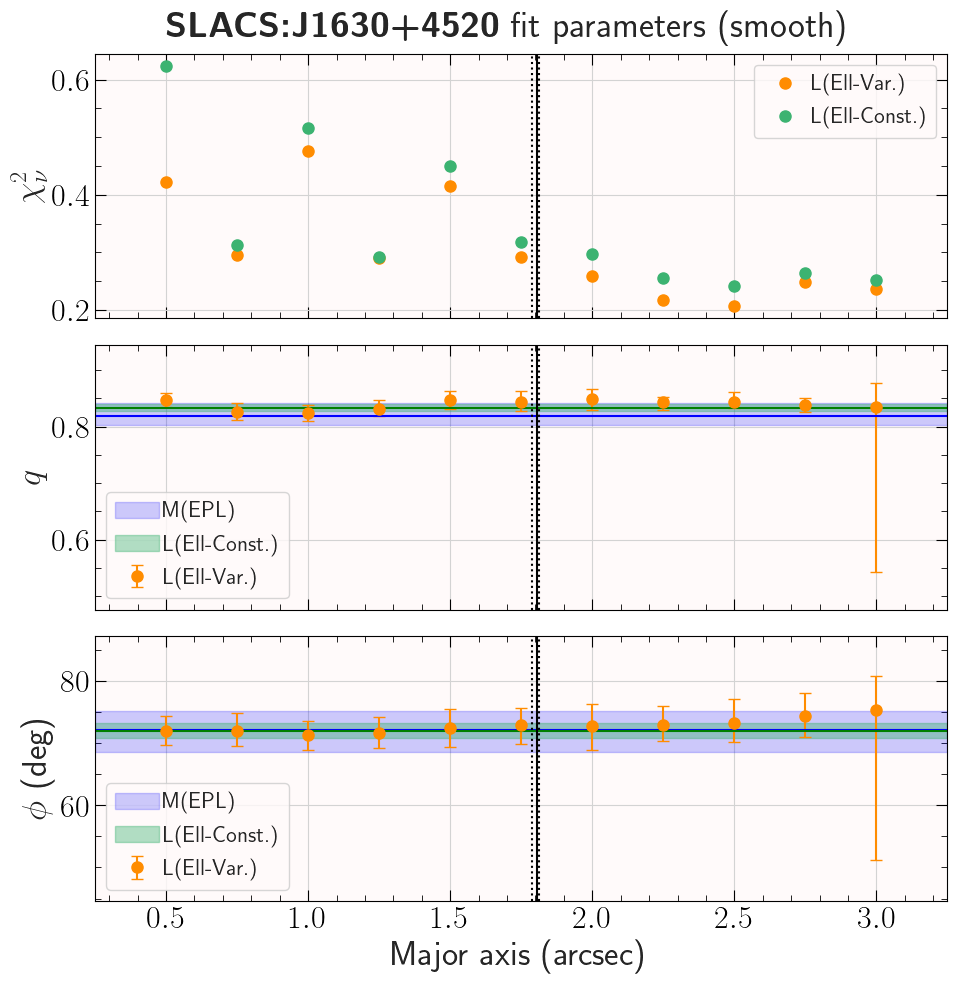 SLACS:J1630+4520 fit parameters (smooth)
0.6
0.4
0.2
χ²ᵥ
L(Ell-Var.)
L(Ell-Const.)
0.8
0.6
q
M(EPL)
L(Ell-Const.)
L(Ell-Var.)
80
60
ϕ (deg)
M(EPL)
L(Ell-Const.)
L(Ell-Var.)
0.5 1.0 1.5 2.0 2.5 3.0
Major axis (arcsec)